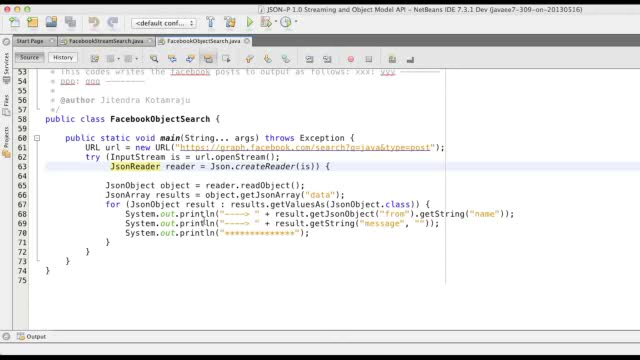 JSON-P 1.0 Streaming and Object Model API - NetBeans IDE 7.3.1 Dev (javaee7-309-on-20130516)
<default conf...
Start Page FacebookStreamSearch.java FacebookObjectSearch.java
Source History
Services
Files
Projects
53 * This codes writes the facebook posts to output as follows: xxx: yyy --------
54 * ppp: qqq --------
55 *
56 * @author Jitendra Kotamraju
57 */
58 public class FacebookObjectSearch {
59
60 public static void main(String... args) throws Exception {
61 URL url = new URL("https://graph.facebook.com/search?q=java&type=post");
62 try (InputStream is = url.openStream();
63 JsonReader reader = Json.createReader(is)) {
64
65 JsonObject object = reader.readObject();
66 JsonArray results = object.getJsonArray("data");
67 for (JsonObject result : results.getValuesAs(JsonObject.class)) {
68 System.out.println("----> " + result.getJsonObject("from").getString("name"));
69 System.out.println("----> " + result.getString("message", ""));
70 System.out.println("**************");
71 }
72 }
73 }
74 }
75
Output